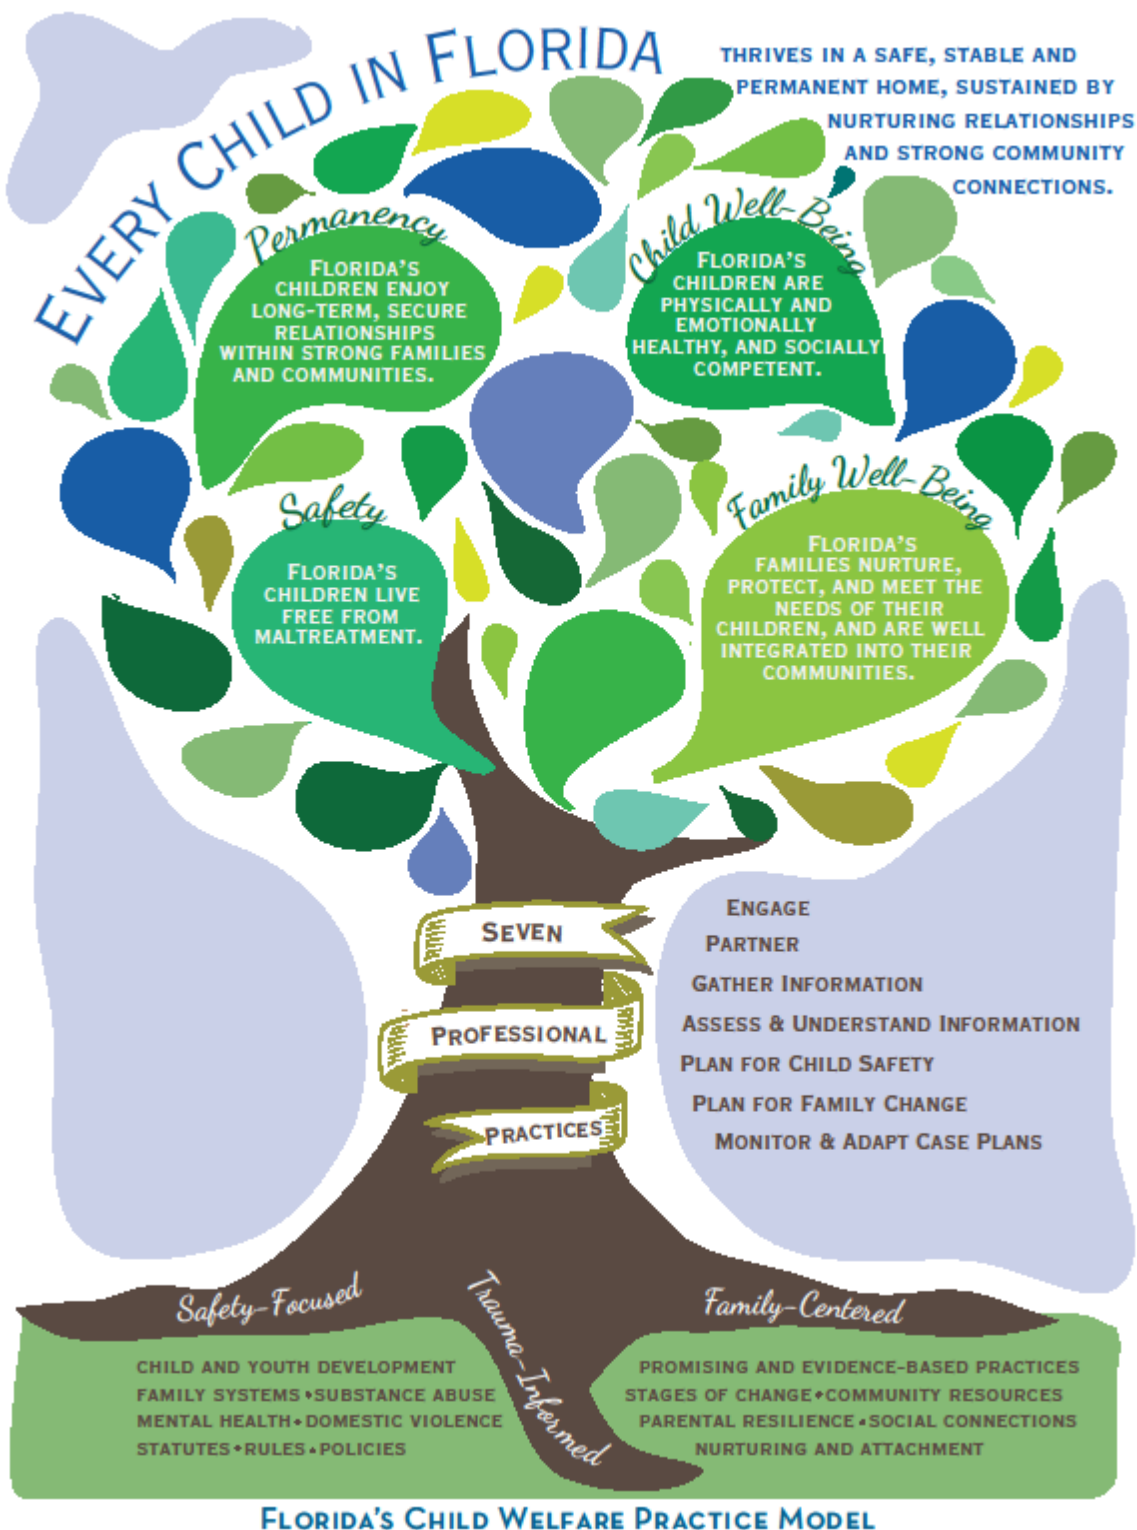 EVERY CHILD IN FLORIDA
THRIVES IN A SAFE, STABLE AND
PERMANENT HOME, SUSTAINED BY
NURTURING RELATIONSHIPS
AND STRONG COMMUNITY
CONNECTIONS.
Permanency
FLORIDA'S
CHILDREN ENJOY
LONG-TERM, SECURE
RELATIONSHIPS
WITHIN STRONG FAMILIES
AND COMMUNITIES.
Child Well-Being
FLORIDA'S
CHILDREN ARE
PHYSICALLY AND
EMOTIONALLY
HEALTHY, AND SOCIALLY
COMPETENT.
Safety
FLORIDA'S
CHILDREN LIVE
FREE FROM
MALTREATMENT.
Family Well-Being
FLORIDA'S
FAMILIES NURTURE,
PROTECT, AND MEET THE
NEEDS OF THEIR
CHILDREN, AND ARE WELL
INTEGRATED INTO THEIR
COMMUNITIES.
SEVEN
PROFESSIONAL
PRACTICES
ENGAGE
PARTNER
GATHER INFORMATION
ASSESS & UNDERSTAND INFORMATION
PLAN FOR CHILD SAFETY
PLAN FOR FAMILY CHANGE
MONITOR & ADAPT CASE PLANS
Safety-Focused
Trauma-Informed
Family-Centered
CHILD AND YOUTH DEVELOPMENT
FAMILY SYSTEMS•SUBSTANCE ABUSE
MENTAL HEALTH•DOMESTIC VIOLENCE
STATUTES•RULES•POLICIES
PROMISING AND EVIDENCE-BASED PRACTICES
STAGES OF CHANGE•COMMUNITY RESOURCES
PARENTAL RESILIENCE•SOCIAL CONNECTIONS
NURTURING AND ATTACHMENT
FLORIDA'S CHILD WELFARE PRACTICE MODEL